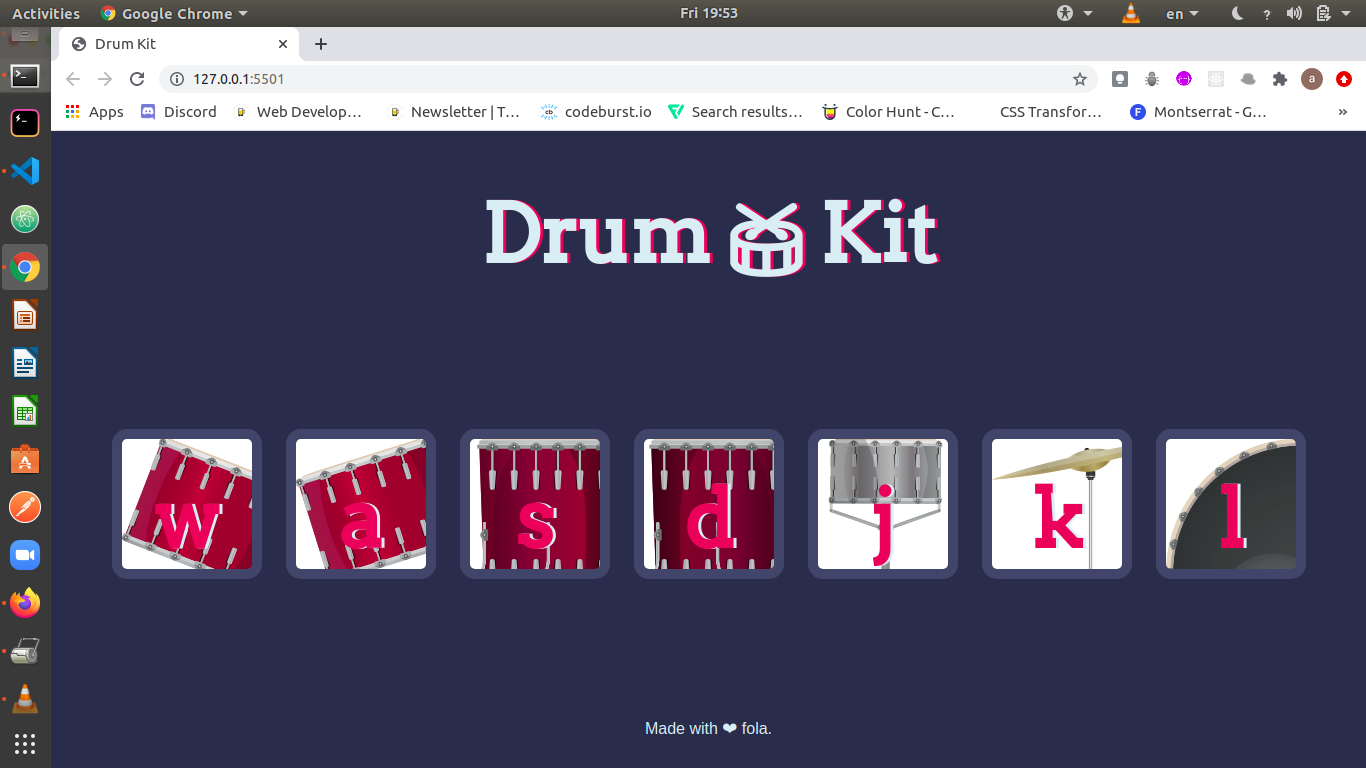 Activities Google Chrome Fri 19:53 en ?
Drum Kit
127.0.0.1:5501 a
Apps Discord Web Develop… Newsletter | T… codeburst.io Search results… Color Hunt - C… CSS Transfor… F Montserrat - G… »
Drum Kit
w a s d j k l
Made with ❤ fola.